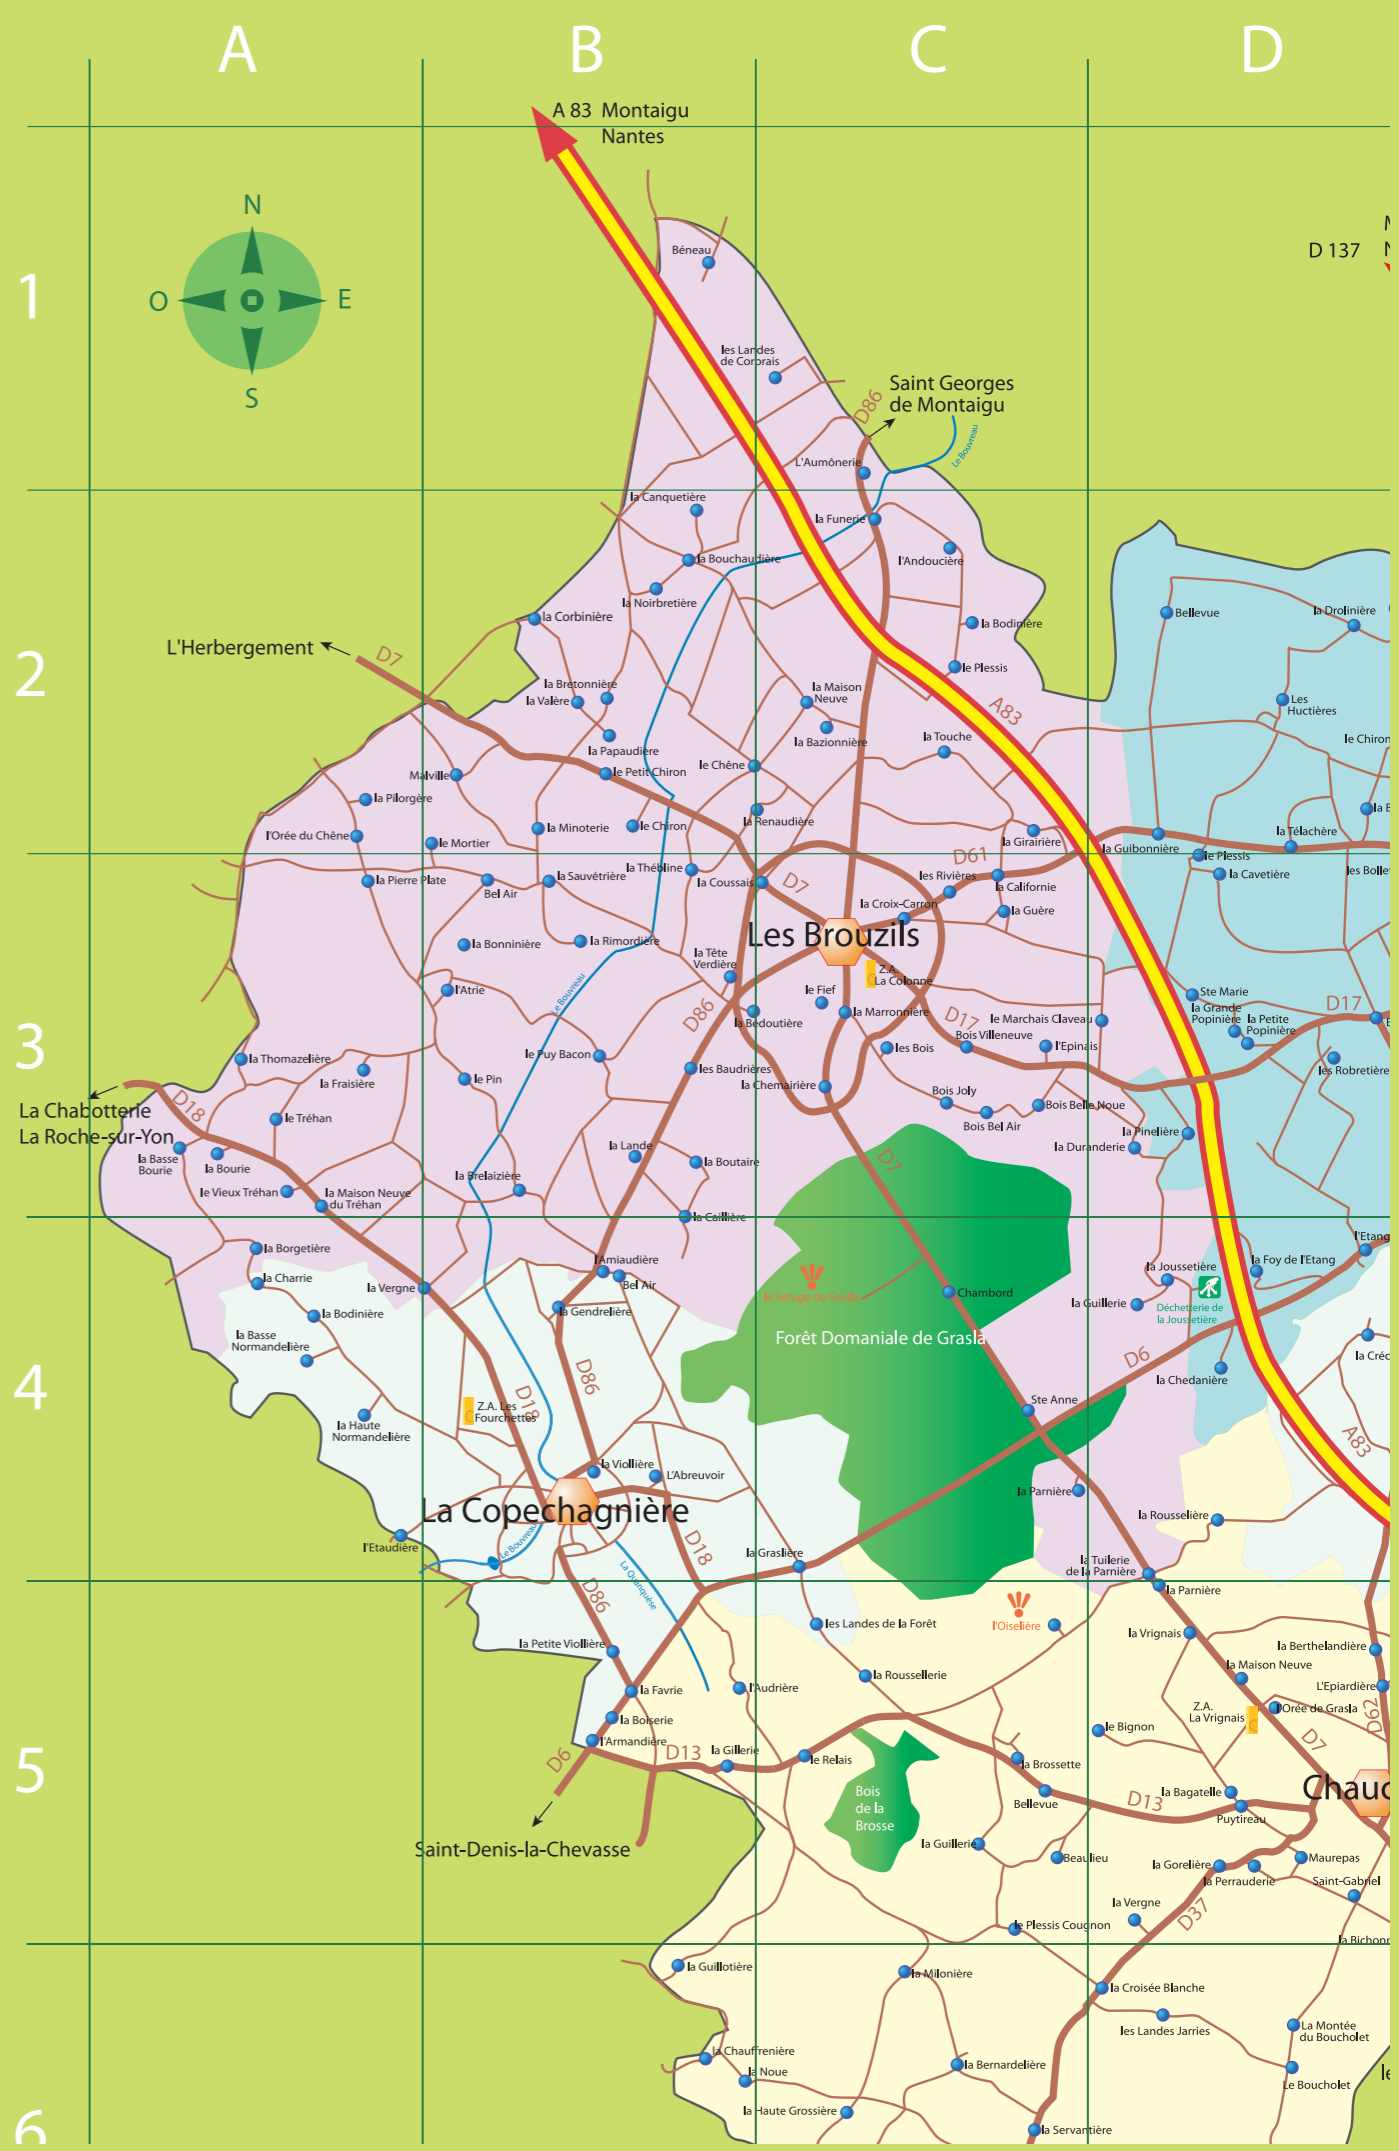 A
B
C
D
A 83 Montaigu
Nantes
N
O
E
S
1
D 137
Béneau
les Landes
de Corbrais
D86
Saint Georges
de Montaigu
Le Bouvreau
L'Aumônerie
la Canquetière
la Funerie
l'Andoucière
la Bouchaudière
la Noirbretière
la Corbinière
la Bodinière
Bellevue
la Drolinière
L'Herbergement
D7
2
le Plessis
la Bretonnière
la Valère
la Maison
Neuve
Les
Huctières
A83
la Papaudière
la Bazionnière
la Touche
le Chiron
Malville
le Petit Chiron
le Chêne
la Pilorgère
la Renaudière
l'Orée du Chêne
le Mortier
la Minoterie
le Chiron
la Girairière
la Guibonnière
la Télachère
le Plessis
D61
la Thébline
la Pierre Plate
Bel Air
la Sauvétrière
la Coussais
D7
les Rivières
la Californie
la Cavetière
la Croix-Carron
la Guère
Les Brouzils
la Bonninière
la Rimordière
la Tête
Verdière
Z.A.
La Colonne
l'Atrie
Le Bouvreau
le Fief
Ste Marie
la Grande
Popinière
la Petite
Popinière
D17
D86
la Bédoutière
la Marronnière
D17
le Marchais Claveau
Bois Villeneuve
3
la Thomazelière
le Puy Bacon
les Bois
l'Epinais
la Fraisière
le Pin
les Baudrières
la Chemairière
les Robretières
La Chabotterie
La Roche-sur-Yon
D18
le Tréhan
Bois Joly
Bois Belle Noue
Bois Bel Air
la Pinelière
la Duranderie
la Basse
Bourie
la Bourie
la Lande
la Boutaire
D7
le Vieux Tréhan
la Maison Neuve
du Tréhan
la Brelaizière
la Caillière
la Borgetière
l'Amiaudière
Bel Air
l'Etang
la Foy de l'Etang
la Charrie
la Vergne
la Joussetière
la Bodinière
la Gendrelière
le Refuge de Grasla
Chambord
la Guillerie
Déchetterie de
la Joussetière
la Basse
Normandelière
Forêt Domaniale de Grasla
D6
la Chedanière
4
D86
D18
Z.A. Les
Fourchettes
la Haute
Normandelière
Ste Anne
A83
la Viollière
L'Abreuvoir
la Parnière
La Copechagnière
la Rousselière
l'Etaudière
Le Bouvreau
La Quinquèse
D18
la Graslière
la Tuilerie
de la Parnière
la Parnière
D86
les Landes de la Forêt
l'Oiselière
la Vrignais
la Petite Viollière
la Berthelandière
la Maison Neuve
la Roussellerie
L'Epiardière
la Favrie
l'Audrière
Z.A.
La Vrignais
l'Orée de Grasla
D92
la Boiserie
le Bignon
l'Armandière
D13
la Gillerie
le Relais
la Brossette
D7
5
D6
Bois
de la
Brosse
Bellevue
D13
la Bagatelle
Puytireau
Saint-Denis-la-Chevasse
la Guillerie
Beaulieu
la Gorelière
Maurepas
la Perrauderie
Saint-Gabriel
la Vergne
D37
le Plessis Cougnon
la Guillotière
la Milonière
la Croisée Blanche
les Landes Jarries
La Montée
du Boucholet
la Chauffrenière
la Noue
la Bernardelière
Le Boucholet
la Haute Grossière
6
la Servantière